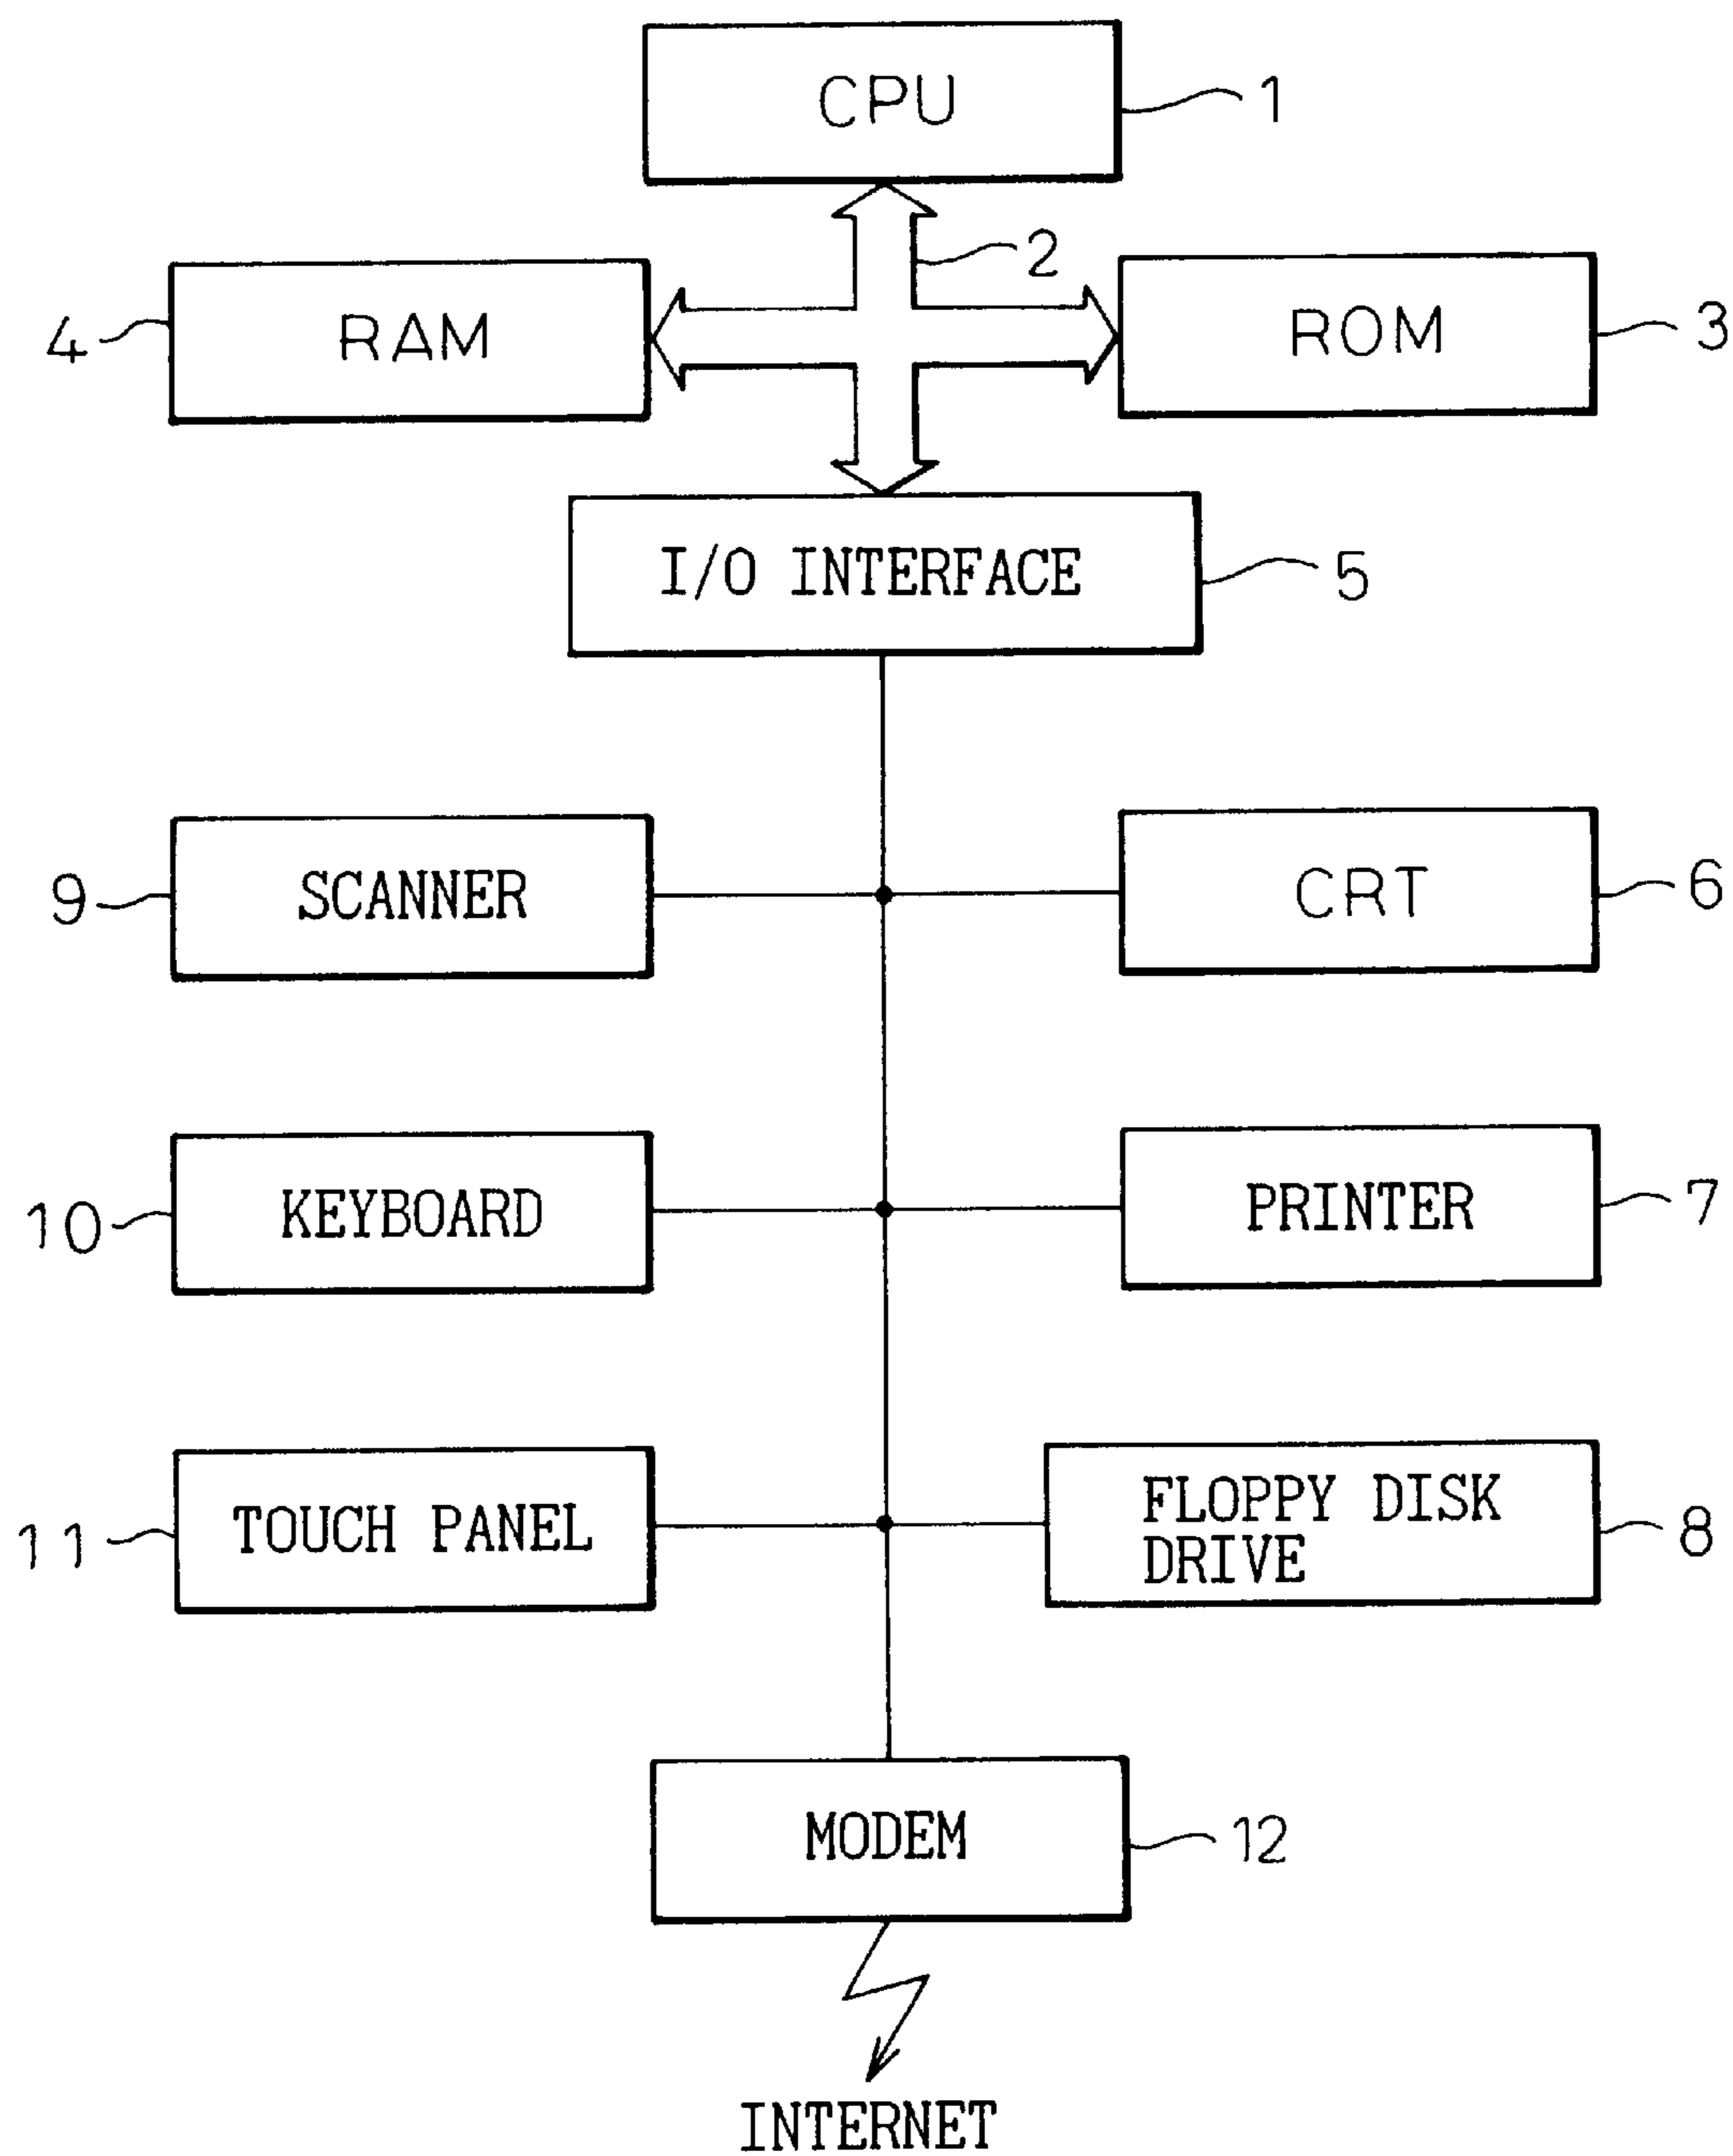 CPU
1
2
4
RAM
ROM
3
I/O INTERFACE
5
9
SCANNER
CRT
6
10
KEYBOARD
PRINTER
7
11
TOUCH PANEL
FLOPPY DISK
DRIVE
8
MODEM
12
INTERNET